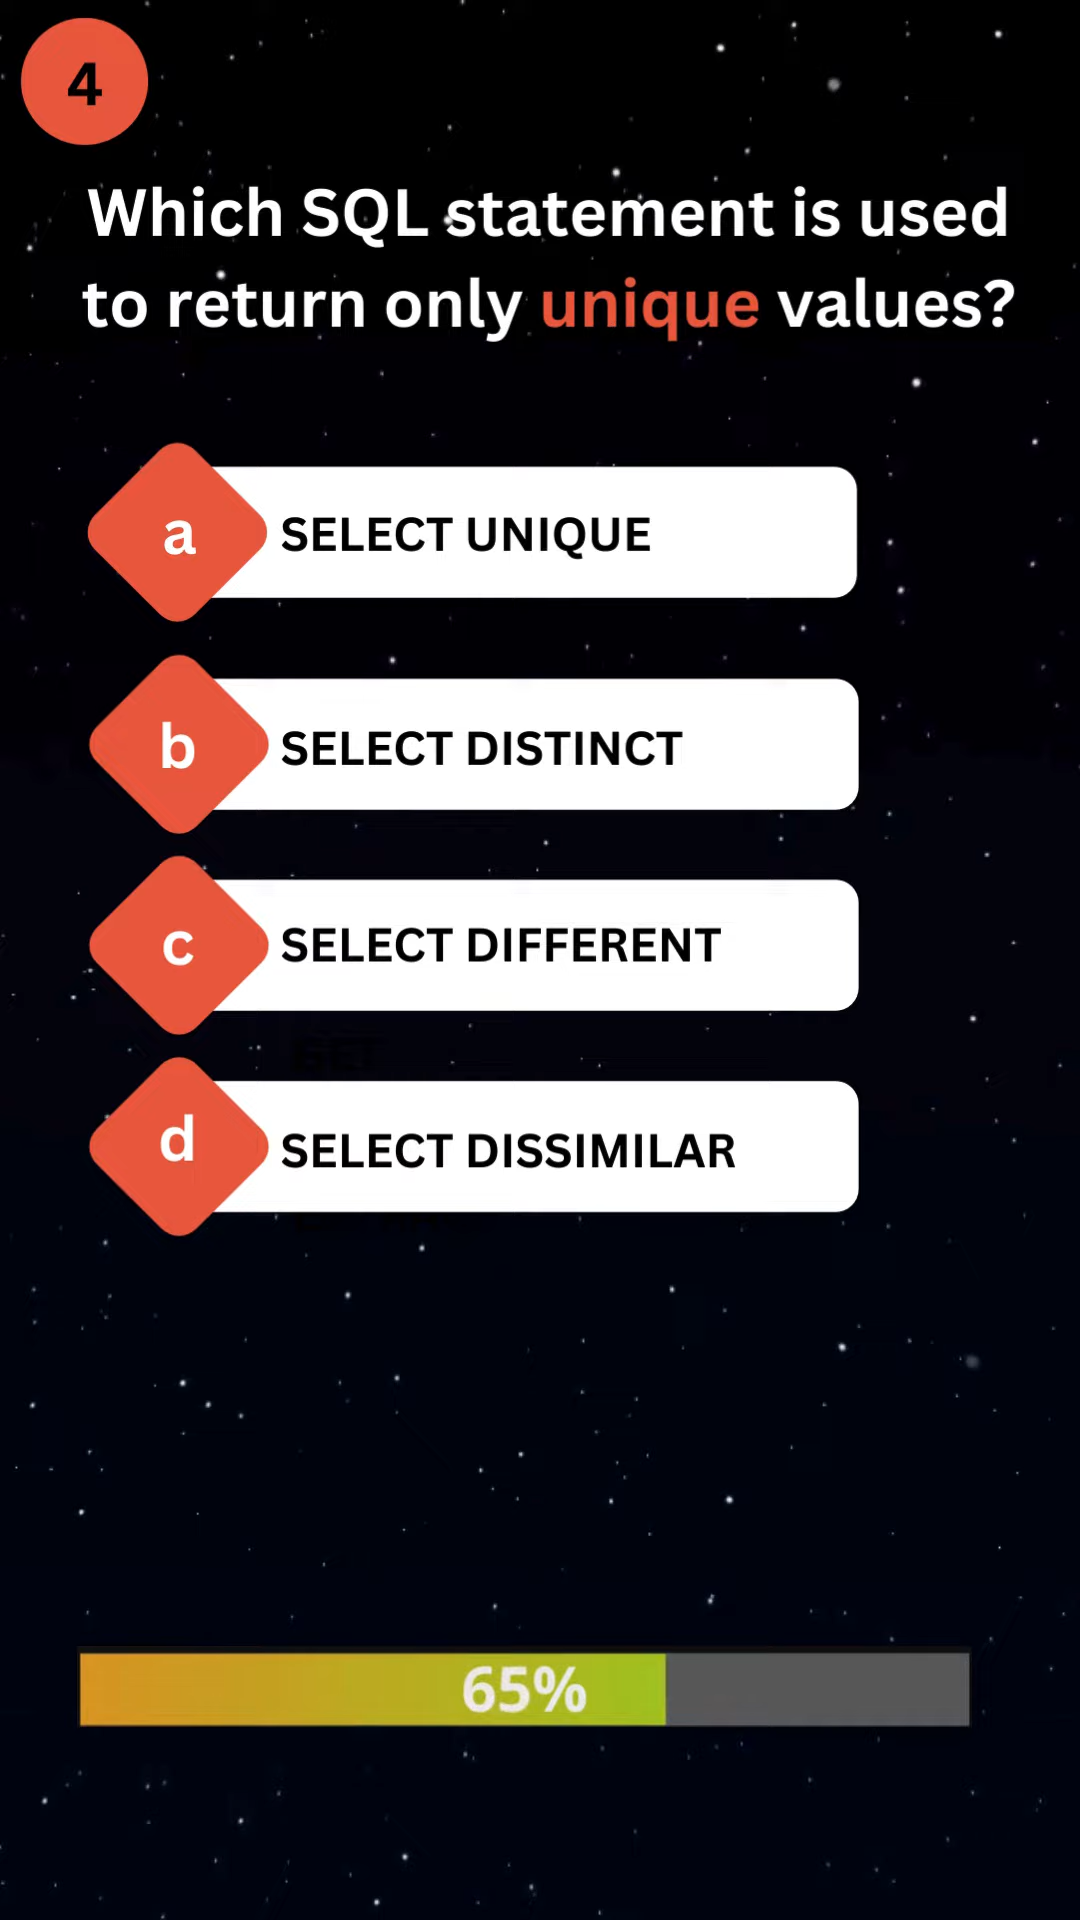 4
Which SQL statement is used
to return only unique values?
a SELECT UNIQUE
b SELECT DISTINCT
c SELECT DIFFERENT
d SELECT DISSIMILAR
65%